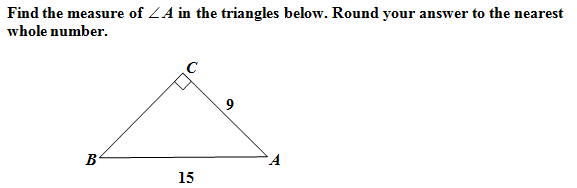 Find the measure of ∠A in the triangles below. Round your answer to the nearest
whole number.
C
9
B
A
15